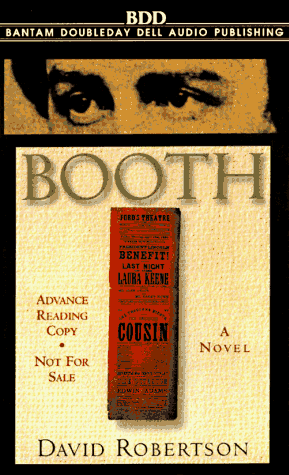 BDD
BANTAM DOUBLEDAY DELL AUDIO PUBLISHING
BOOTH
FORD'S THEATRE
BENEFIT!
LAST NIGHT
LAURA KEENE
COUSIN
ADVANCE
READING
COPY
•
NOT FOR
SALE
A
NOVEL
DAVID ROBERTSON